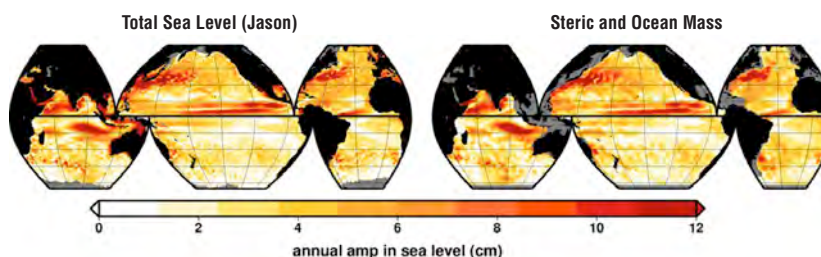 Total Sea Level (Jason)
Steric and Ocean Mass
0 2 4 6 8 10 12
annual amp in sea level (cm)